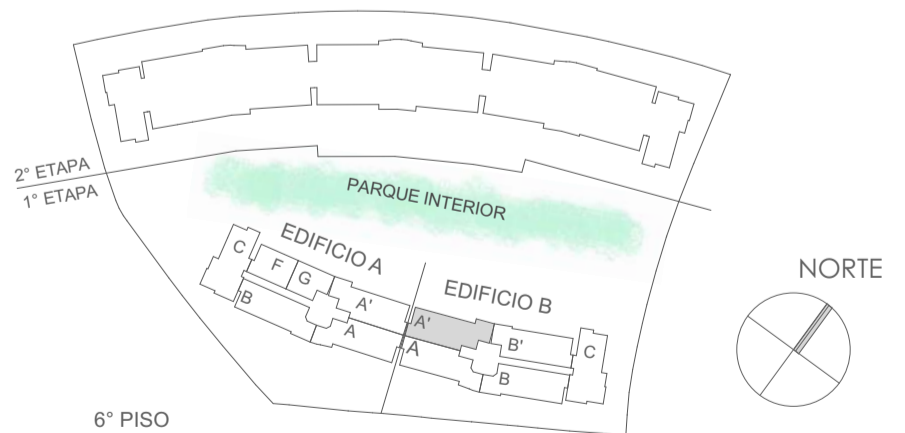 2° ETAPA
1° ETAPA
PARQUE INTERIOR
NORTE
EDIFICIO A
C
F
G
B
A'
A
EDIFICIO B
A'
A
B'
B
C
6° PISO